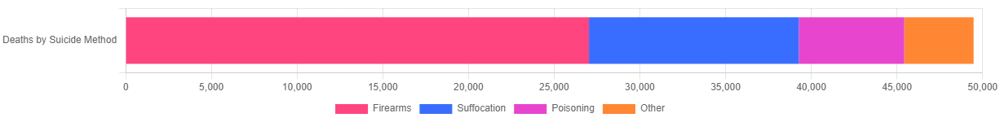 Deaths by Suicide Method
0 5,000 10,000 15,000 20,000 25,000 30,000 35,000 40,000 45,000 50,000
Firearms Suffocation Poisoning Other